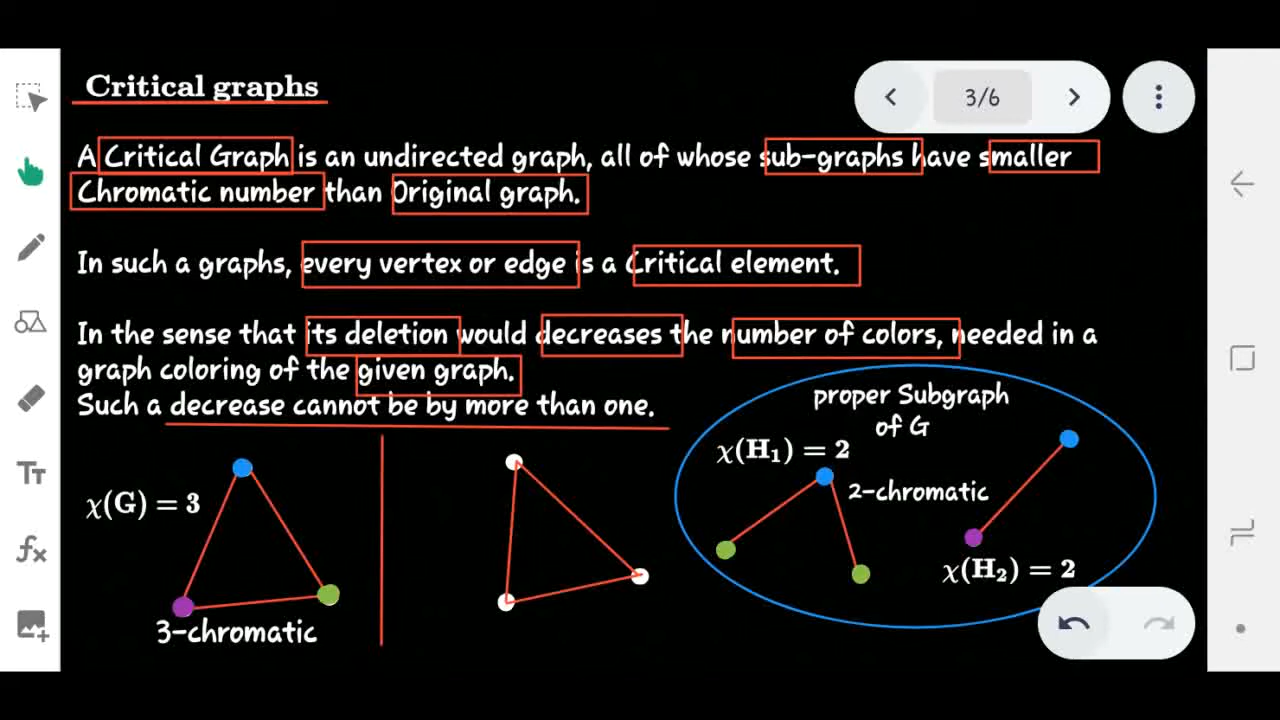 Critical graphs
3/6
A Critical Graph is an undirected graph, all of whose sub-graphs have smaller
Chromatic number than Original graph.
In such a graphs, every vertex or edge is a Critical element.
In the sense that its deletion would decreases the number of colors, needed in a
graph coloring of the given graph.
Such a decrease cannot be by more than one.
proper Subgraph
of G
χ(H₁) = 2
2-chromatic
χ(G) = 3
χ(H₂) = 2
3-chromatic
Tт
fx